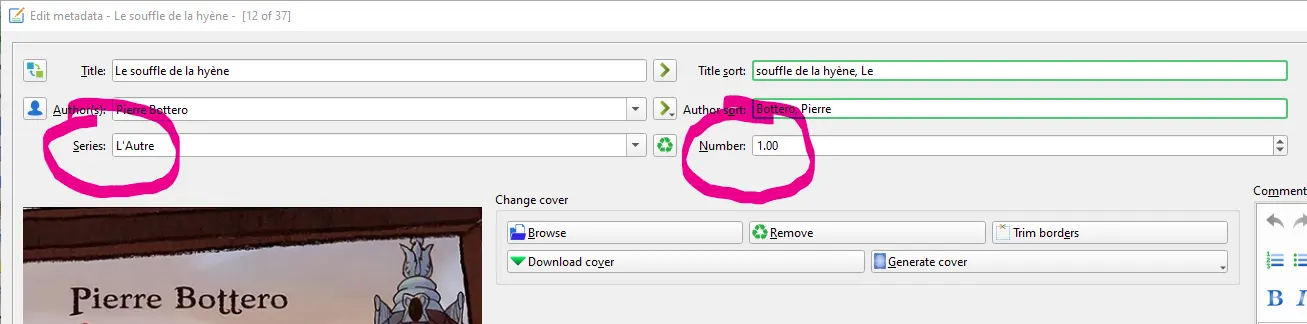 Edit metadata - Le souffle de la hyène - [12 of 37]
Title: Le souffle de la hyène Title sort: souffle de la hyène, Le
Author(s): Pierre Bottero Author sort: Bottero, Pierre
Series: L'Autre Number: 1.00
Change cover
Comment
Browse Remove Trim borders
Download cover Generate cover
B I
Pierre Bottero